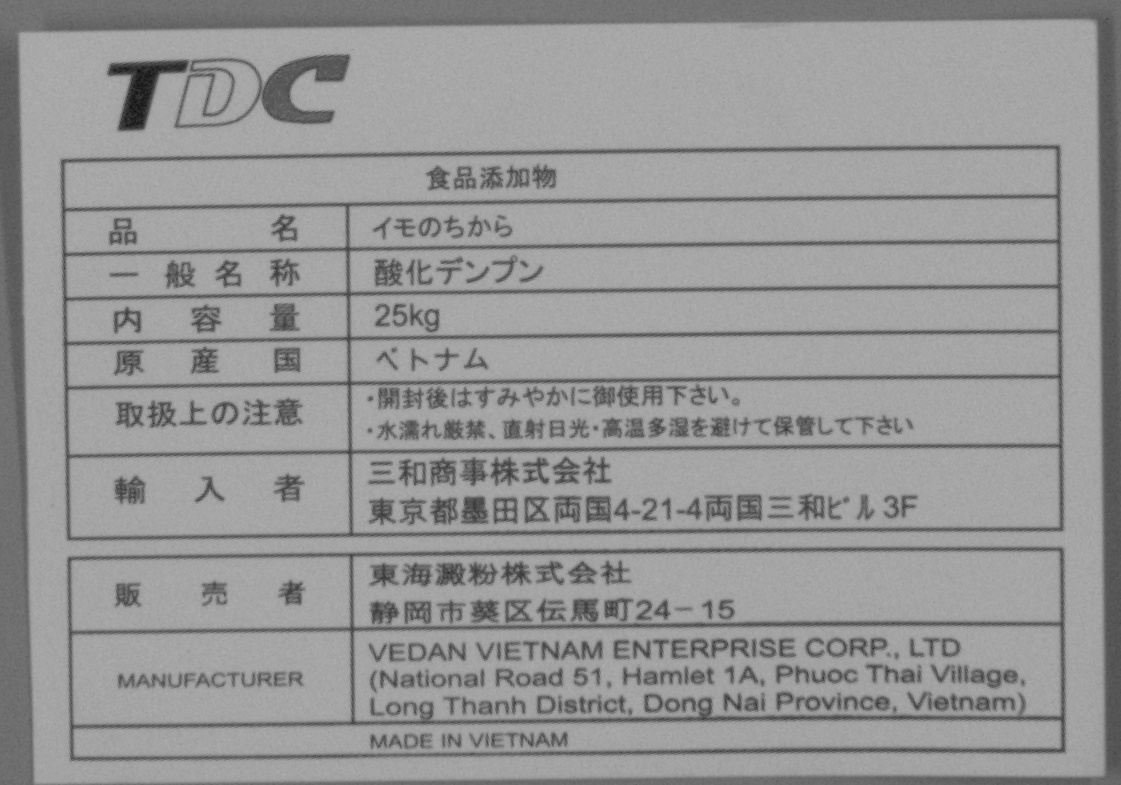 TDC
食品添加物
品名 イモのちから
一般名称 酸化デンプン
内容量 25kg
原産国 ベトナム
取扱上の注意 ・開封後はすみやかに御使用下さい。
・水濡れ厳禁、直射日光・高温多湿を避けて保管して下さい
輸入者 三和商事株式会社
東京都墨田区両国4-21-4両国三和ﾋﾞﾙ 3F
販売者 東海澱粉株式会社
静岡市葵区伝馬町24－15
MANUFACTURER VEDAN VIETNAM ENTERPRISE CORP., LTD
(National Road 51, Hamlet 1A, Phuoc Thai Village,
Long Thanh District, Dong Nai Province, Vietnam)
MADE IN VIETNAM